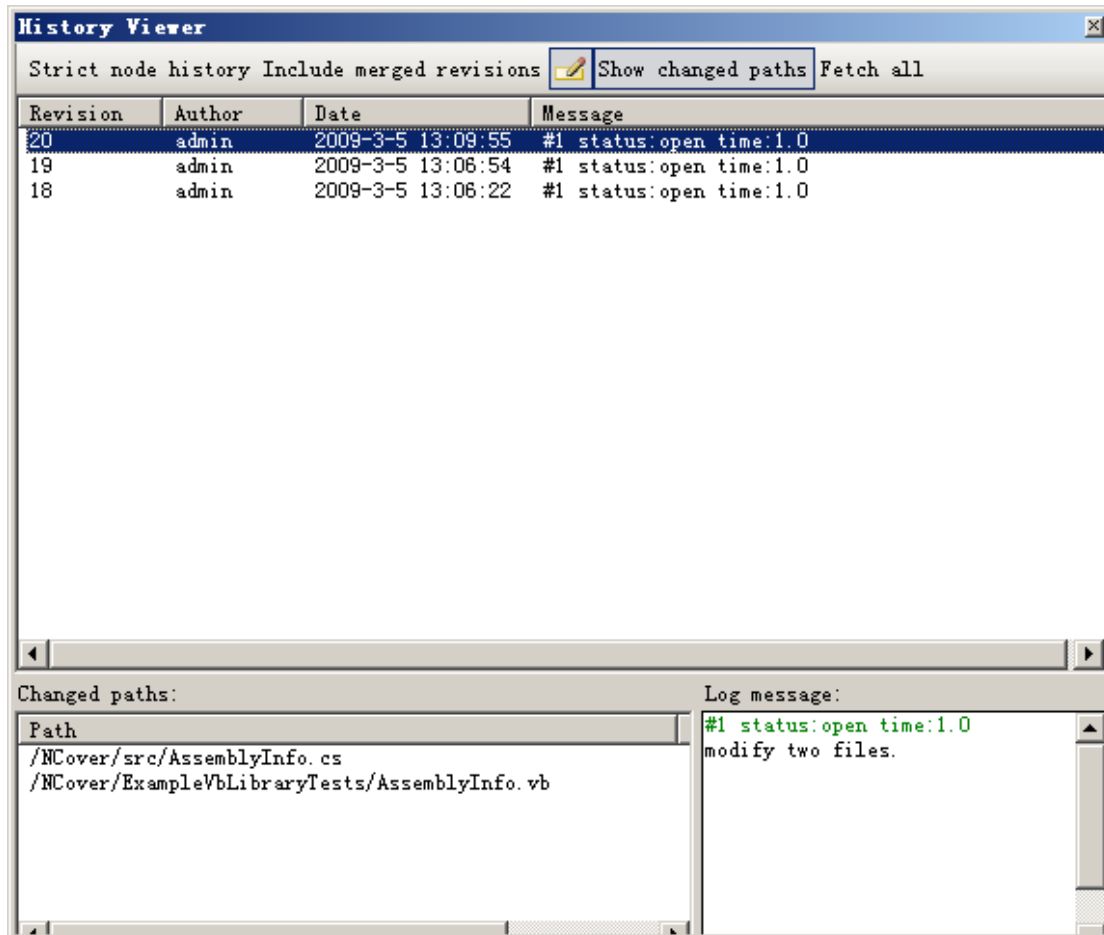 History Viewer
Strict node history Include merged revisions Show changed paths Fetch all
Revision Author Date Message
20 admin 2009-3-5 13:09:55 #1 status:open time:1.0
19 admin 2009-3-5 13:06:54 #1 status:open time:1.0
18 admin 2009-3-5 13:06:22 #1 status:open time:1.0
Changed paths:
Path
/NCover/src/AssemblyInfo.cs
/NCover/ExampleVbLibraryTests/AssemblyInfo.vb
Log message:
#1 status:open time:1.0
modify two files.